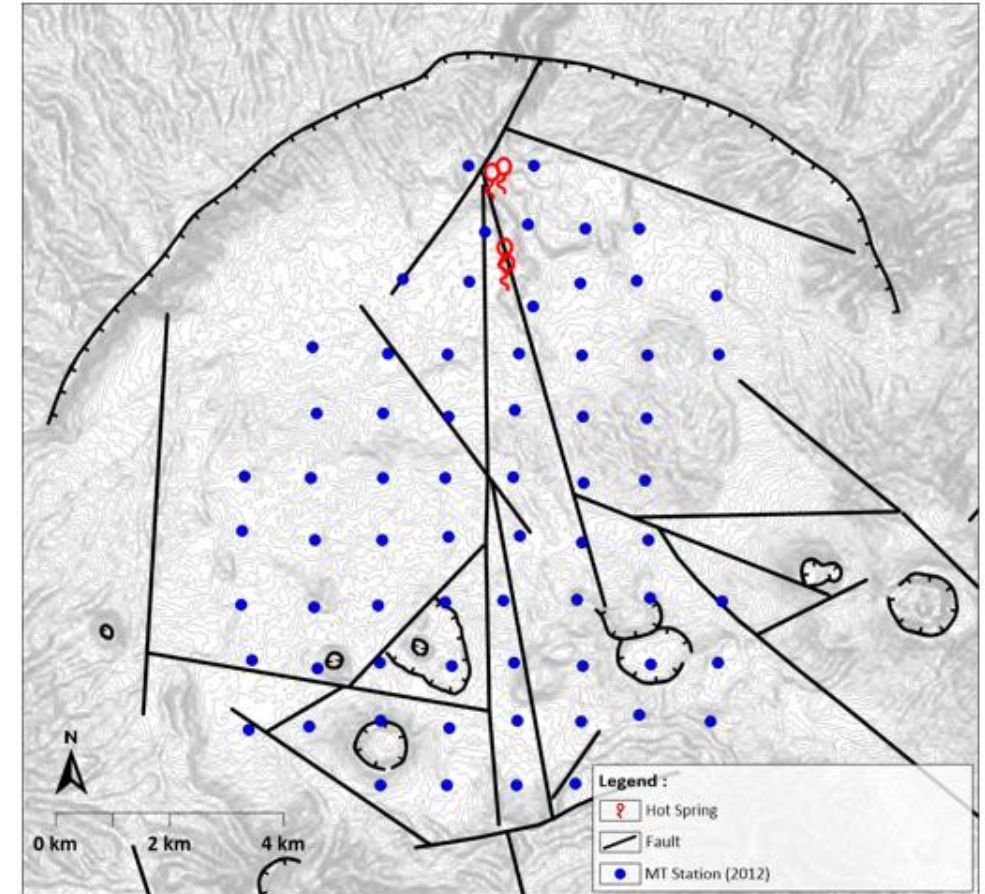 N
0 km 2 km 4 km
Legend :
Hot Spring
Fault
MT Station (2012)